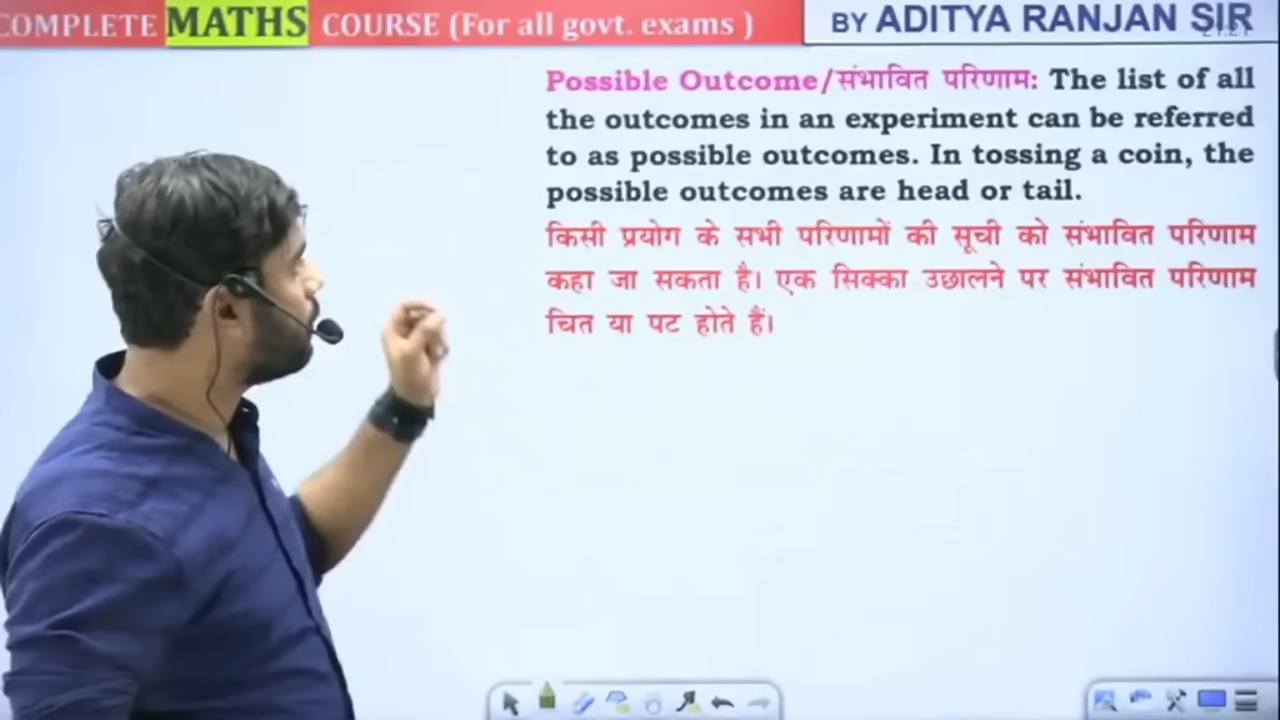 COMPLETE MATHS COURSE (For all govt. exams )
BY ADITYA RANJAN SIR
Possible Outcome/संभावित परिणाम: The list of all
the outcomes in an experiment can be referred
to as possible outcomes. In tossing a coin, the
possible outcomes are head or tail.
किसी प्रयोग के सभी परिणामों की सूची को संभावित परिणाम
कहा जा सकता है। एक सिक्का उछालने पर संभावित परिणाम
चित या पट होते हैं।